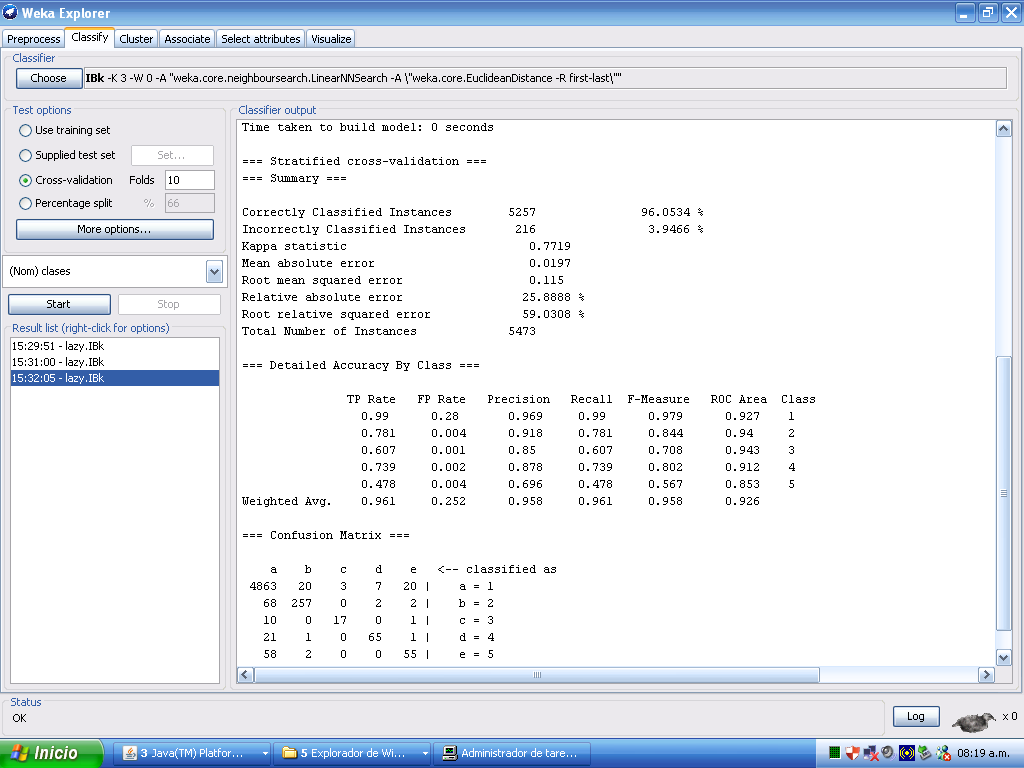 Weka Explorer
Preprocess Classify Cluster Associate Select attributes Visualize
Classifier
Choose IBk -K 3 -W 0 -A "weka.core.neighboursearch.LinearNNSearch -A \"weka.core.EuclideanDistance -R first-last\""
Test options
Use training set
Supplied test set Set...
Cross-validation Folds 10
Percentage split % 66
More options...
(Nom) clases
Start Stop
Result list (right-click for options)
15:29:51 - lazy.IBk
15:31:00 - lazy.IBk
15:32:05 - lazy.IBk
Classifier output
Time taken to build model: 0 seconds
=== Stratified cross-validation ===
=== Summary ===
Correctly Classified Instances 5257 96.0534 %
Incorrectly Classified Instances 216 3.9466 %
Kappa statistic 0.7719
Mean absolute error 0.0197
Root mean squared error 0.115
Relative absolute error 25.8888 %
Root relative squared error 59.0308 %
Total Number of Instances 5473
=== Detailed Accuracy By Class ===
TP Rate FP Rate Precision Recall F-Measure ROC Area Class
0.99 0.28 0.969 0.99 0.979 0.927 1
0.781 0.004 0.918 0.781 0.844 0.94 2
0.607 0.001 0.85 0.607 0.708 0.943 3
0.739 0.002 0.878 0.739 0.802 0.912 4
0.478 0.004 0.696 0.478 0.567 0.853 5
Weighted Avg. 0.961 0.252 0.958 0.961 0.958 0.926
=== Confusion Matrix ===
a b c d e <-- classified as
4863 20 3 7 20 | a = 1
68 257 0 2 2 | b = 2
10 0 17 0 1 | c = 3
21 1 0 65 1 | d = 4
58 2 0 0 55 | e = 5
Status
OK
Log x 0
Inicio 3 Java(TM) Platfor... 5 Explorador de Wi... Administrador de tare... 08:19 a.m.